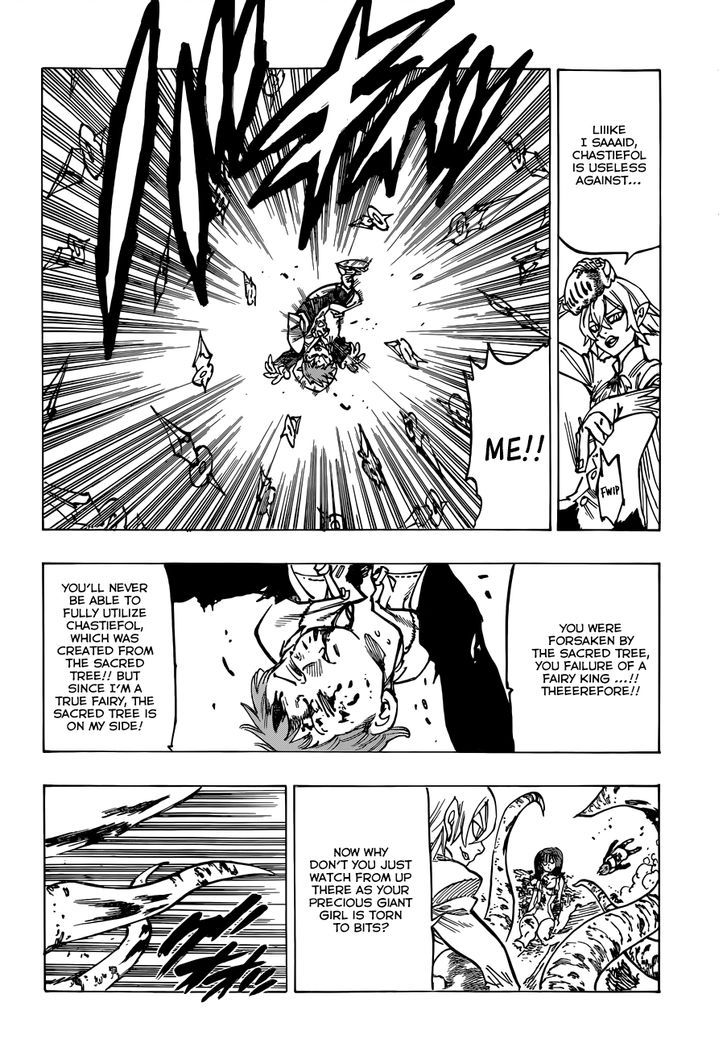 LIIIKE
I SAAAID,
CHASTIEFOL
IS USELESS
AGAINST...
FWIP
ME!!
YOU WERE
FORSAKEN BY
THE SACRED TREE,
YOU FAILURE OF A
FAIRY KING ...!!
THEEEREFORE!!
YOU'LL NEVER
BE ABLE TO
FULLY UTILIZE
CHASTIEFOL,
WHICH WAS
CREATED FROM
THE SACRED
TREE!! BUT
SINCE I'M A
TRUE FAIRY, THE
SACRED TREE IS
ON MY SIDE!
NOW WHY
DON'T YOU JUST
WATCH FROM UP
THERE AS YOUR
PRECIOUS GIANT
GIRL IS TORN
TO BITS?